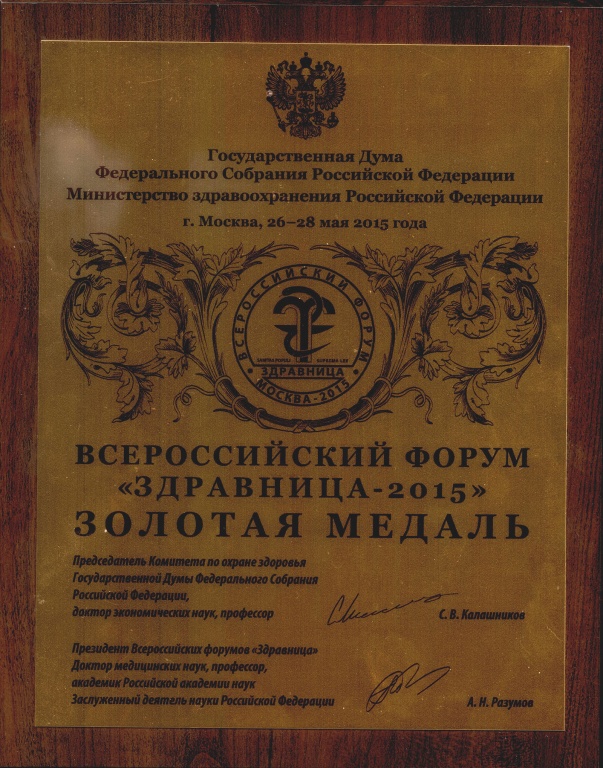 Государственная Дума
Федерального Собрания Российской Федерации
Министерство здравоохранения Российской Федерации
г. Москва, 26–28 мая 2015 года
ВСЕРОССИЙСКИЙ ФОРУМ
ЗДРАВНИЦА
МОСКВА - 2015
ВСЕРОССИЙСКИЙ ФОРУМ
«ЗДРАВНИЦА-2015»
ЗОЛОТАЯ МЕДАЛЬ
Председатель Комитета по охране здоровья
Государственной Думы Федерального Собрания
Российской Федерации,
доктор экономических наук, профессор
С. В. Калашников
Президент Всероссийских форумов «Здравница»
Доктор медицинских наук, профессор,
академик Российской академии наук
Заслуженный деятель науки Российской Федерации
А. Н. Разумов